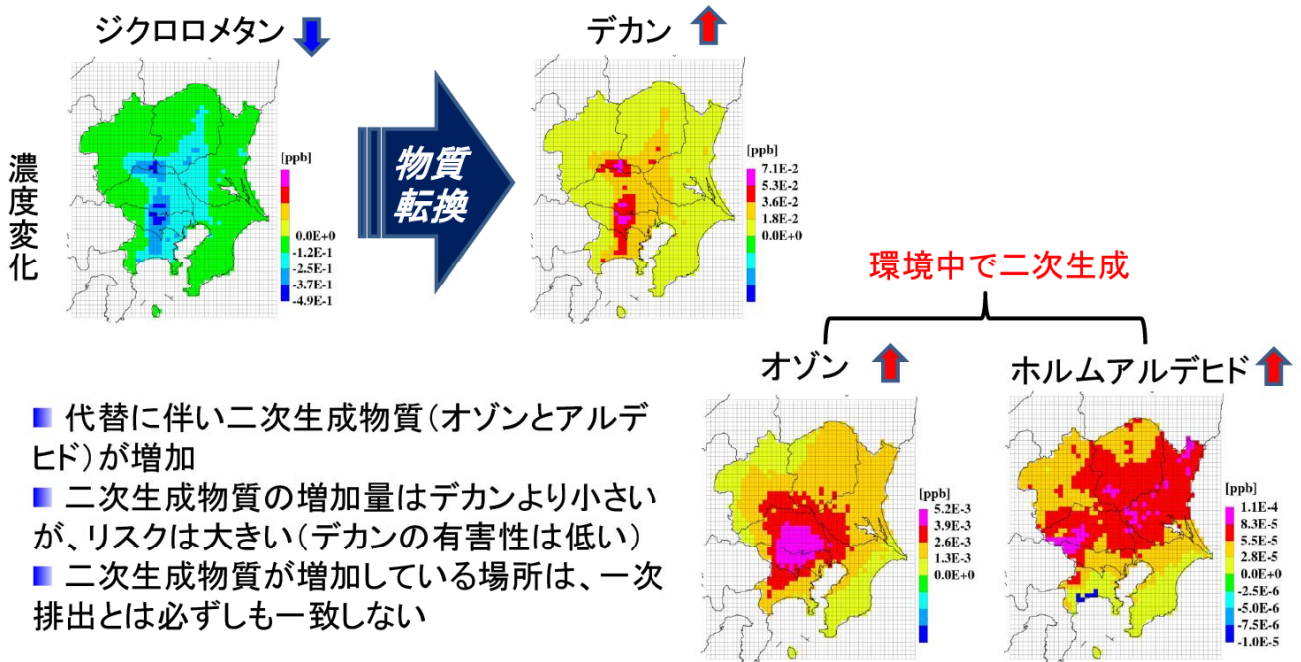 ジクロロメタン
デカン
濃度変化
[ppb]
0.0E+0
-1.2E-1
-2.5E-1
-3.7E-1
-4.9E-1
物質
転換
[ppb]
7.1E-2
5.3E-2
3.6E-2
1.8E-2
0.0E+0
環境中で二次生成
オゾン
ホルムアルデヒド
■ 代替に伴い二次生成物質(オゾンとアルデ
ヒド)が増加
■ 二次生成物質の増加量はデカンより小さい
が、リスクは大きい(デカンの有害性は低い)
■ 二次生成物質が増加している場所は、一次
排出とは必ずしも一致しない
[ppb]
5.2E-3
3.9E-3
2.6E-3
1.3E-3
0.0E+0
[ppb]
1.1E-4
8.3E-5
5.5E-5
2.8E-5
0.0E+0
-2.5E-6
-5.0E-6
-7.5E-6
-1.0E-5